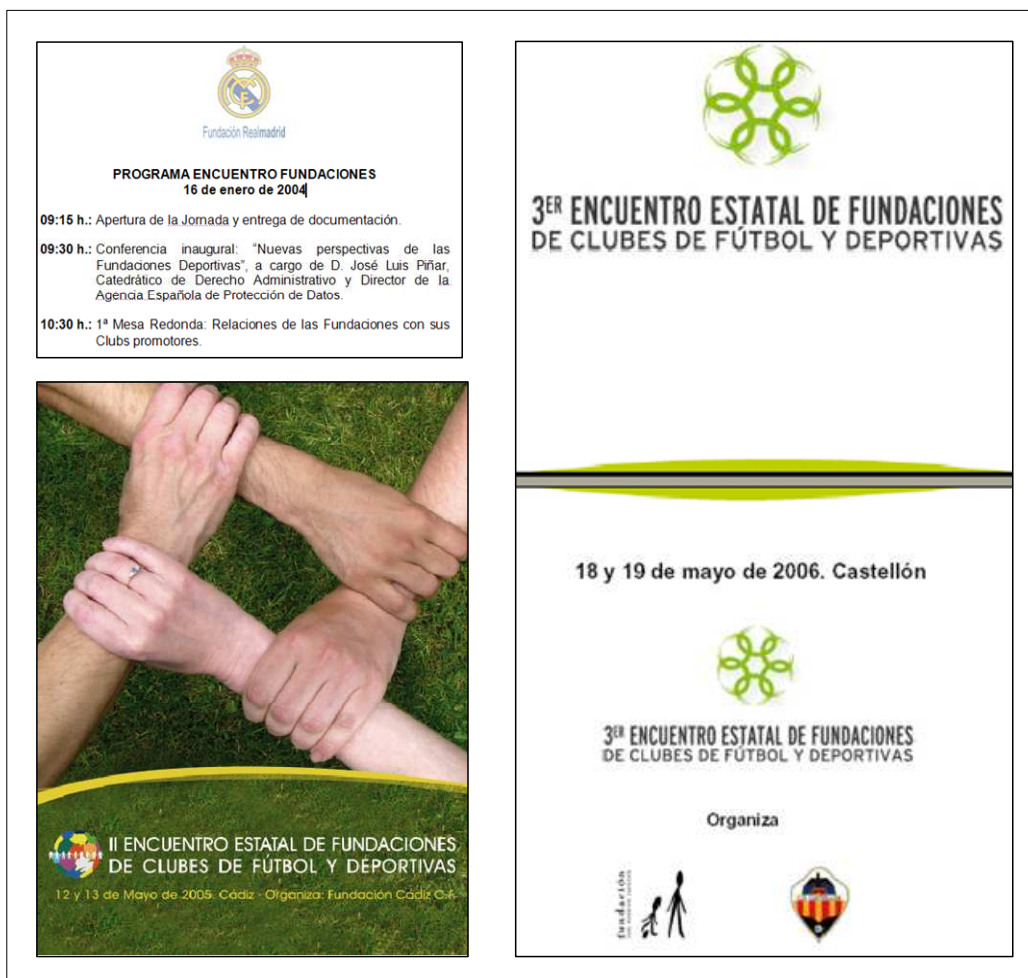 Fundación Realmadrid
PROGRAMA ENCUENTRO FUNDACIONES
16 de enero de 2004
09:15 h.: Apertura de la Jornada y entrega de documentación.
09:30 h.: Conferencia inaugural: "Nuevas perspectivas de las
Fundaciones Deportivas", a cargo de D. José Luis Piñar,
Catedrático de Derecho Administrativo y Director de la
Agencia Española de Protección de Datos.
10:30 h.: 1ª Mesa Redonda: Relaciones de las Fundaciones con sus
Clubs promotores.
II ENCUENTRO ESTATAL DE FUNDACIONES
DE CLUBES DE FÚTBOL Y DEPORTIVAS
12 y 13 de Mayo de 2005. Cádiz - Organiza: Fundación Cádiz C.F.
3ER ENCUENTRO ESTATAL DE FUNDACIONES
DE CLUBES DE FÚTBOL Y DEPORTIVAS
18 y 19 de mayo de 2006. Castellón
3ER ENCUENTRO ESTATAL DE FUNDACIONES
DE CLUBES DE FÚTBOL Y DEPORTIVAS
Organiza
fundación